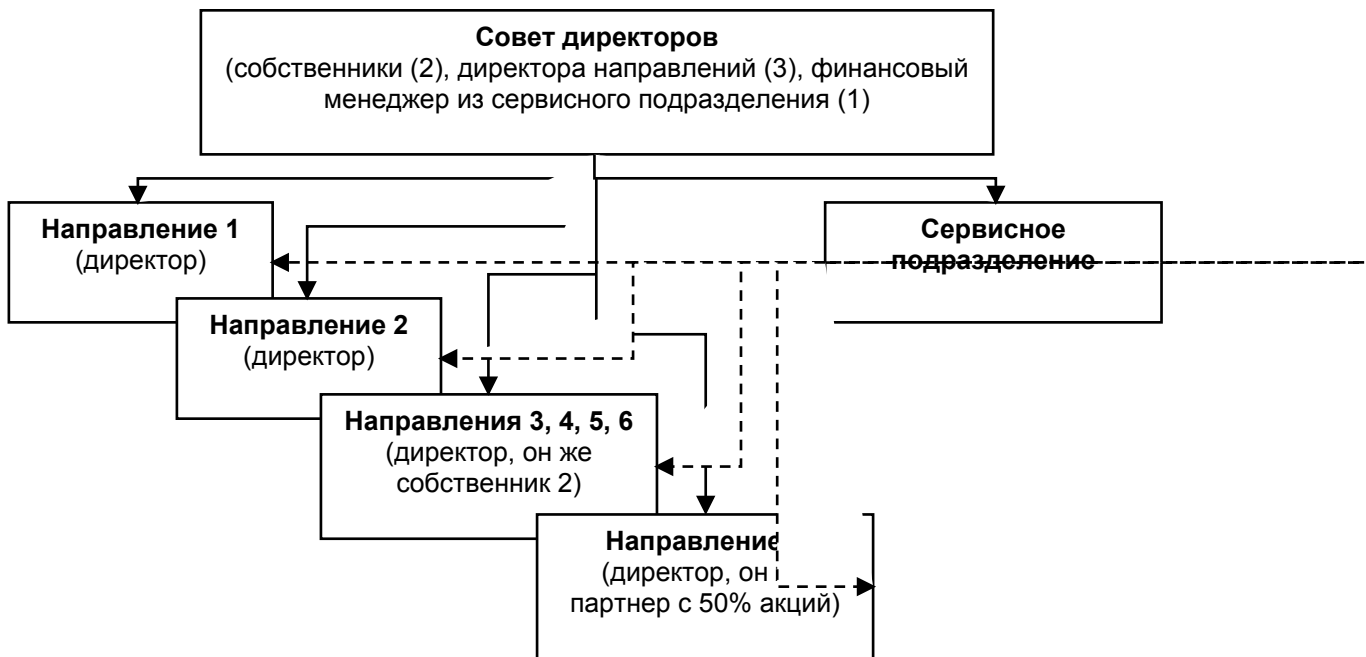 Совет директоров
(собственники (2), директора направлений (3), финансовый
менеджер из сервисного подразделения (1)
Направление 1
(директор)
Сервисное
подразделение
Направление 2
(директор)
Направления 3, 4, 5, 6
(директор, он же
собственник 2)
Направление
(директор, он
партнер с 50% акций)